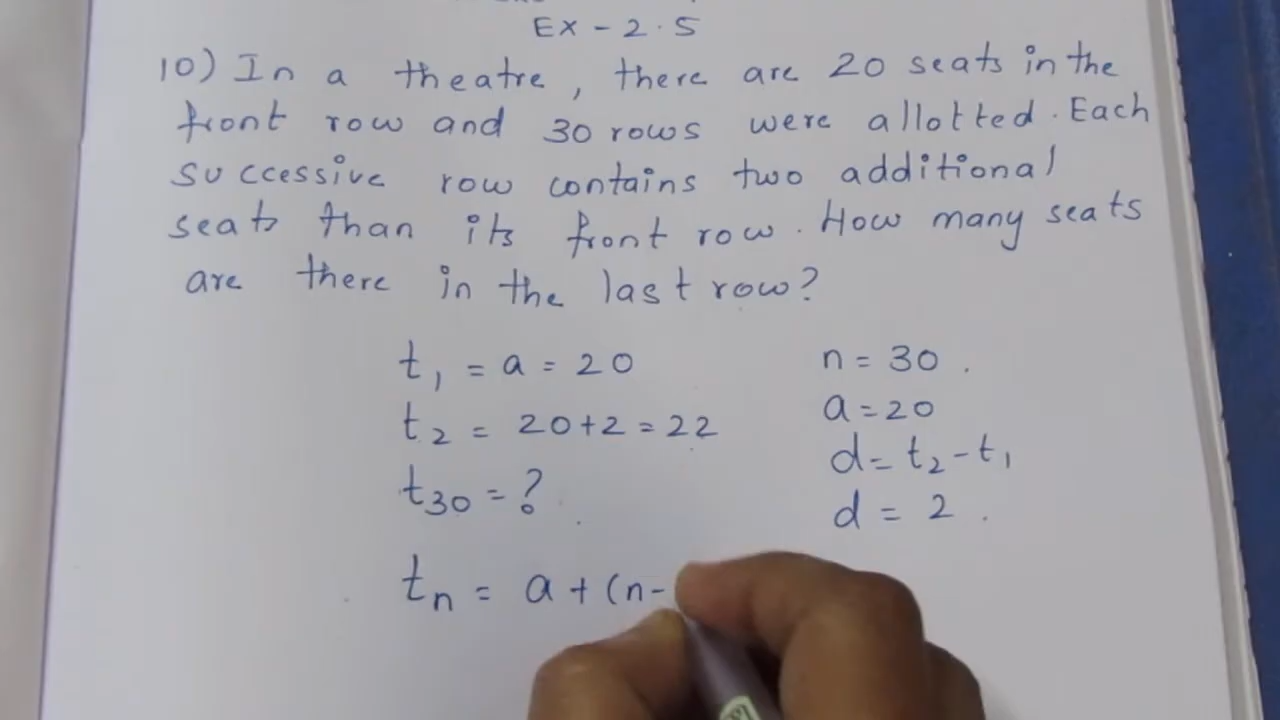 Ex - 2.5
10) In a theatre, there are 20 seats in the
front row and 30 rows were allotted. Each
successive row contains two additional
seats than its front row. How many seats
are there in the last row?
t₁ = a = 20
n = 30.
t₂ = 20+2 = 22
a = 20
d = t₂ - t₁
t₃₀ = ?
d = 2.
tₙ = a + (n-